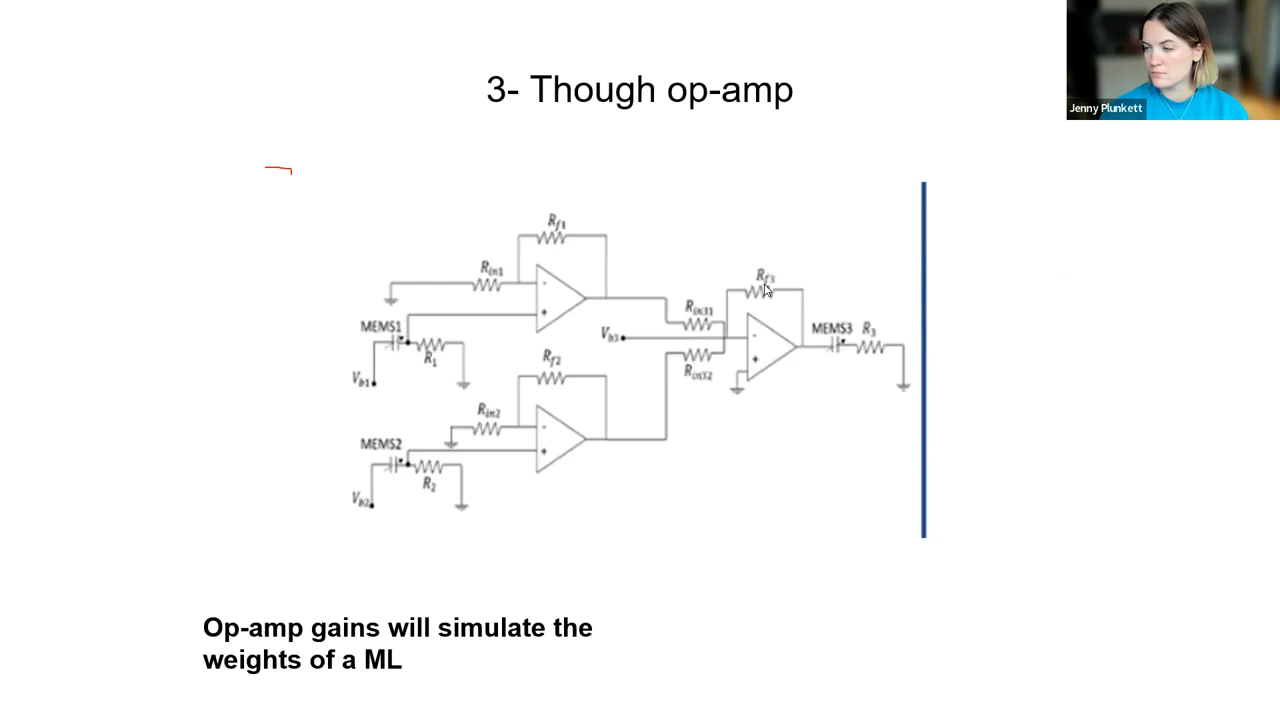 Jenny Plunkett
3- Though op-amp
Rf1
Rin1
MEMS1
R1
Vb1
Rf2
Rin2
MEMS2
R2
Vb2
Rin31
Vb3
Rin32
Rf3
MEMS3 R3
Op-amp gains will simulate the
weights of a ML